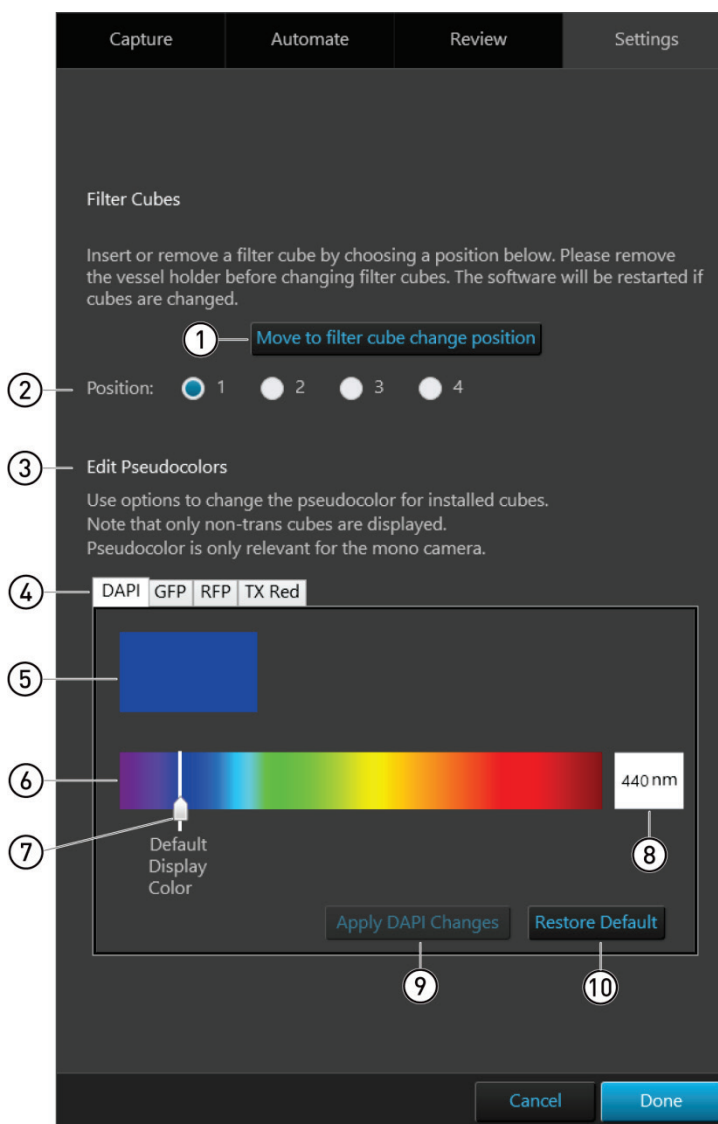 Capture Automate Review Settings
Filter Cubes
Insert or remove a filter cube by choosing a position below. Please remove
the vessel holder before changing filter cubes. The software will be restarted if
cubes are changed.
1 Move to filter cube change position
2 Position: 1 2 3 4
3 Edit Pseudocolors
Use options to change the pseudocolor for installed cubes.
Note that only non-trans cubes are displayed.
Pseudocolor is only relevant for the mono camera.
4 DAPI GFP RFP TX Red
5
6 440 nm
7 8
Default
Display
Color
Apply DAPI Changes Restore Default
9 10
Cancel Done